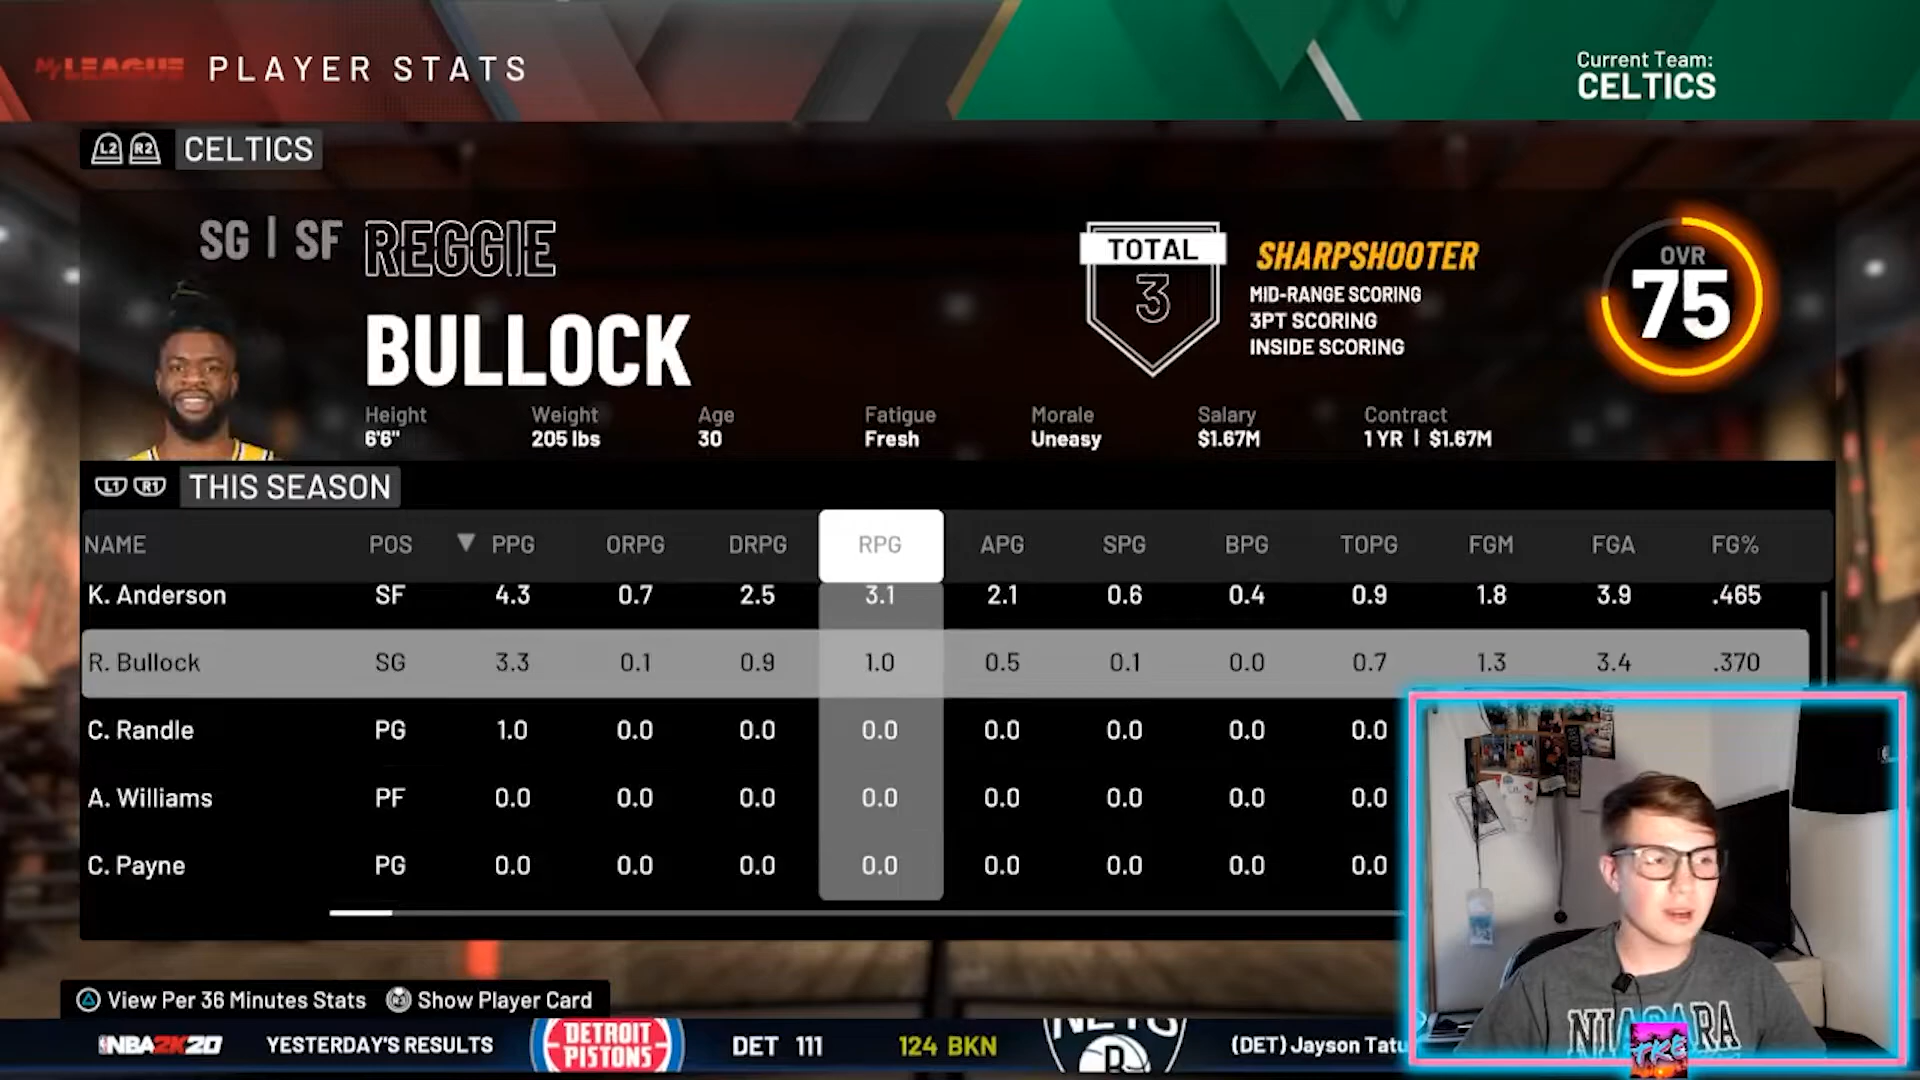 MyLEAGUE PLAYER STATS
Current Team:
CELTICS
L2 R2 CELTICS
SG | SF REGGIE
BULLOCK
TOTAL
3
SHARPSHOOTER
MID-RANGE SCORING
3PT SCORING
INSIDE SCORING
OVR
75
Height Weight Age Fatigue Morale Salary Contract
6'6" 205 lbs 30 Fresh Uneasy $1.67M 1 YR | $1.67M
L1 R1 THIS SEASON
NAME POS ▼ PPG ORPG DRPG RPG APG SPG BPG TOPG FGM FGA FG%
K. Anderson SF 4.3 0.7 2.5 3.1 2.1 0.6 0.4 0.9 1.8 3.9 .465
R. Bullock SG 3.3 0.1 0.9 1.0 0.5 0.1 0.0 0.7 1.3 3.4 .370
C. Randle PG 1.0 0.0 0.0 0.0 0.0 0.0 0.0 0.0
A. Williams PF 0.0 0.0 0.0 0.0 0.0 0.0 0.0 0.0
C. Payne PG 0.0 0.0 0.0 0.0 0.0 0.0 0.0 0.0
View Per 36 Minutes Stats R3 Show Player Card
NBA2K20 YESTERDAY'S RESULTS DETROIT PISTONS DET 111 124 BKN NETS B (DET) Jayson Tatu
NIAGARA
TKE